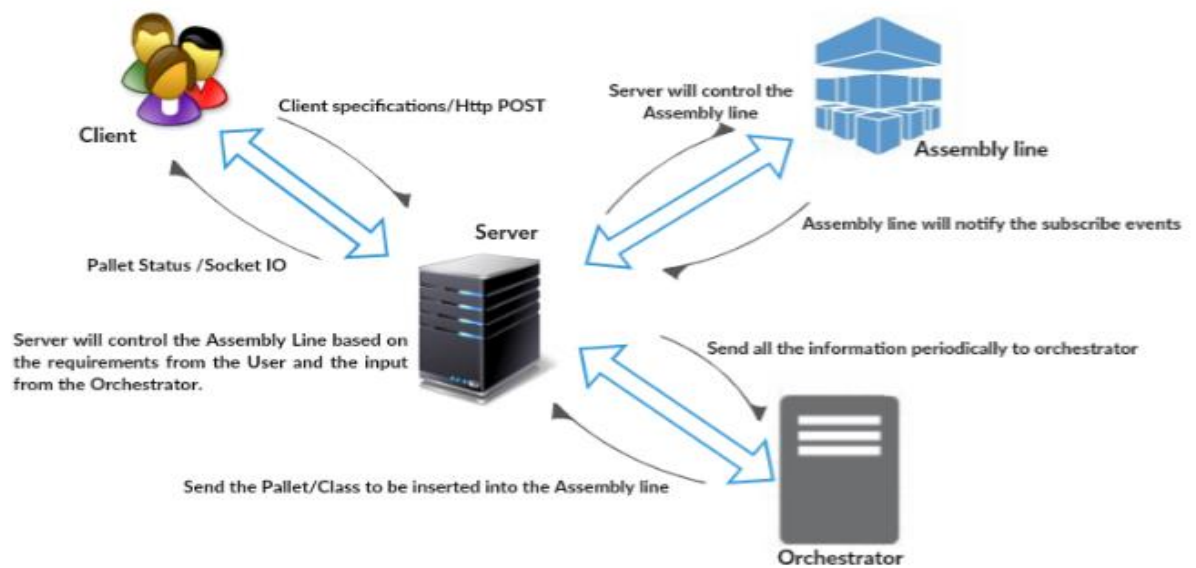 Client specifications/Http POST
Client
Server will control the
Assembly line
Assembly line
Assembly line will notify the subscribe events
Server
Pallet Status /Socket IO
Server will control the Assembly Line based on
the requirements from the User and the input
from the Orchestrator.
Send all the information periodically to orchestrator
Send the Pallet/Class to be inserted into the Assembly line
Orchestrator